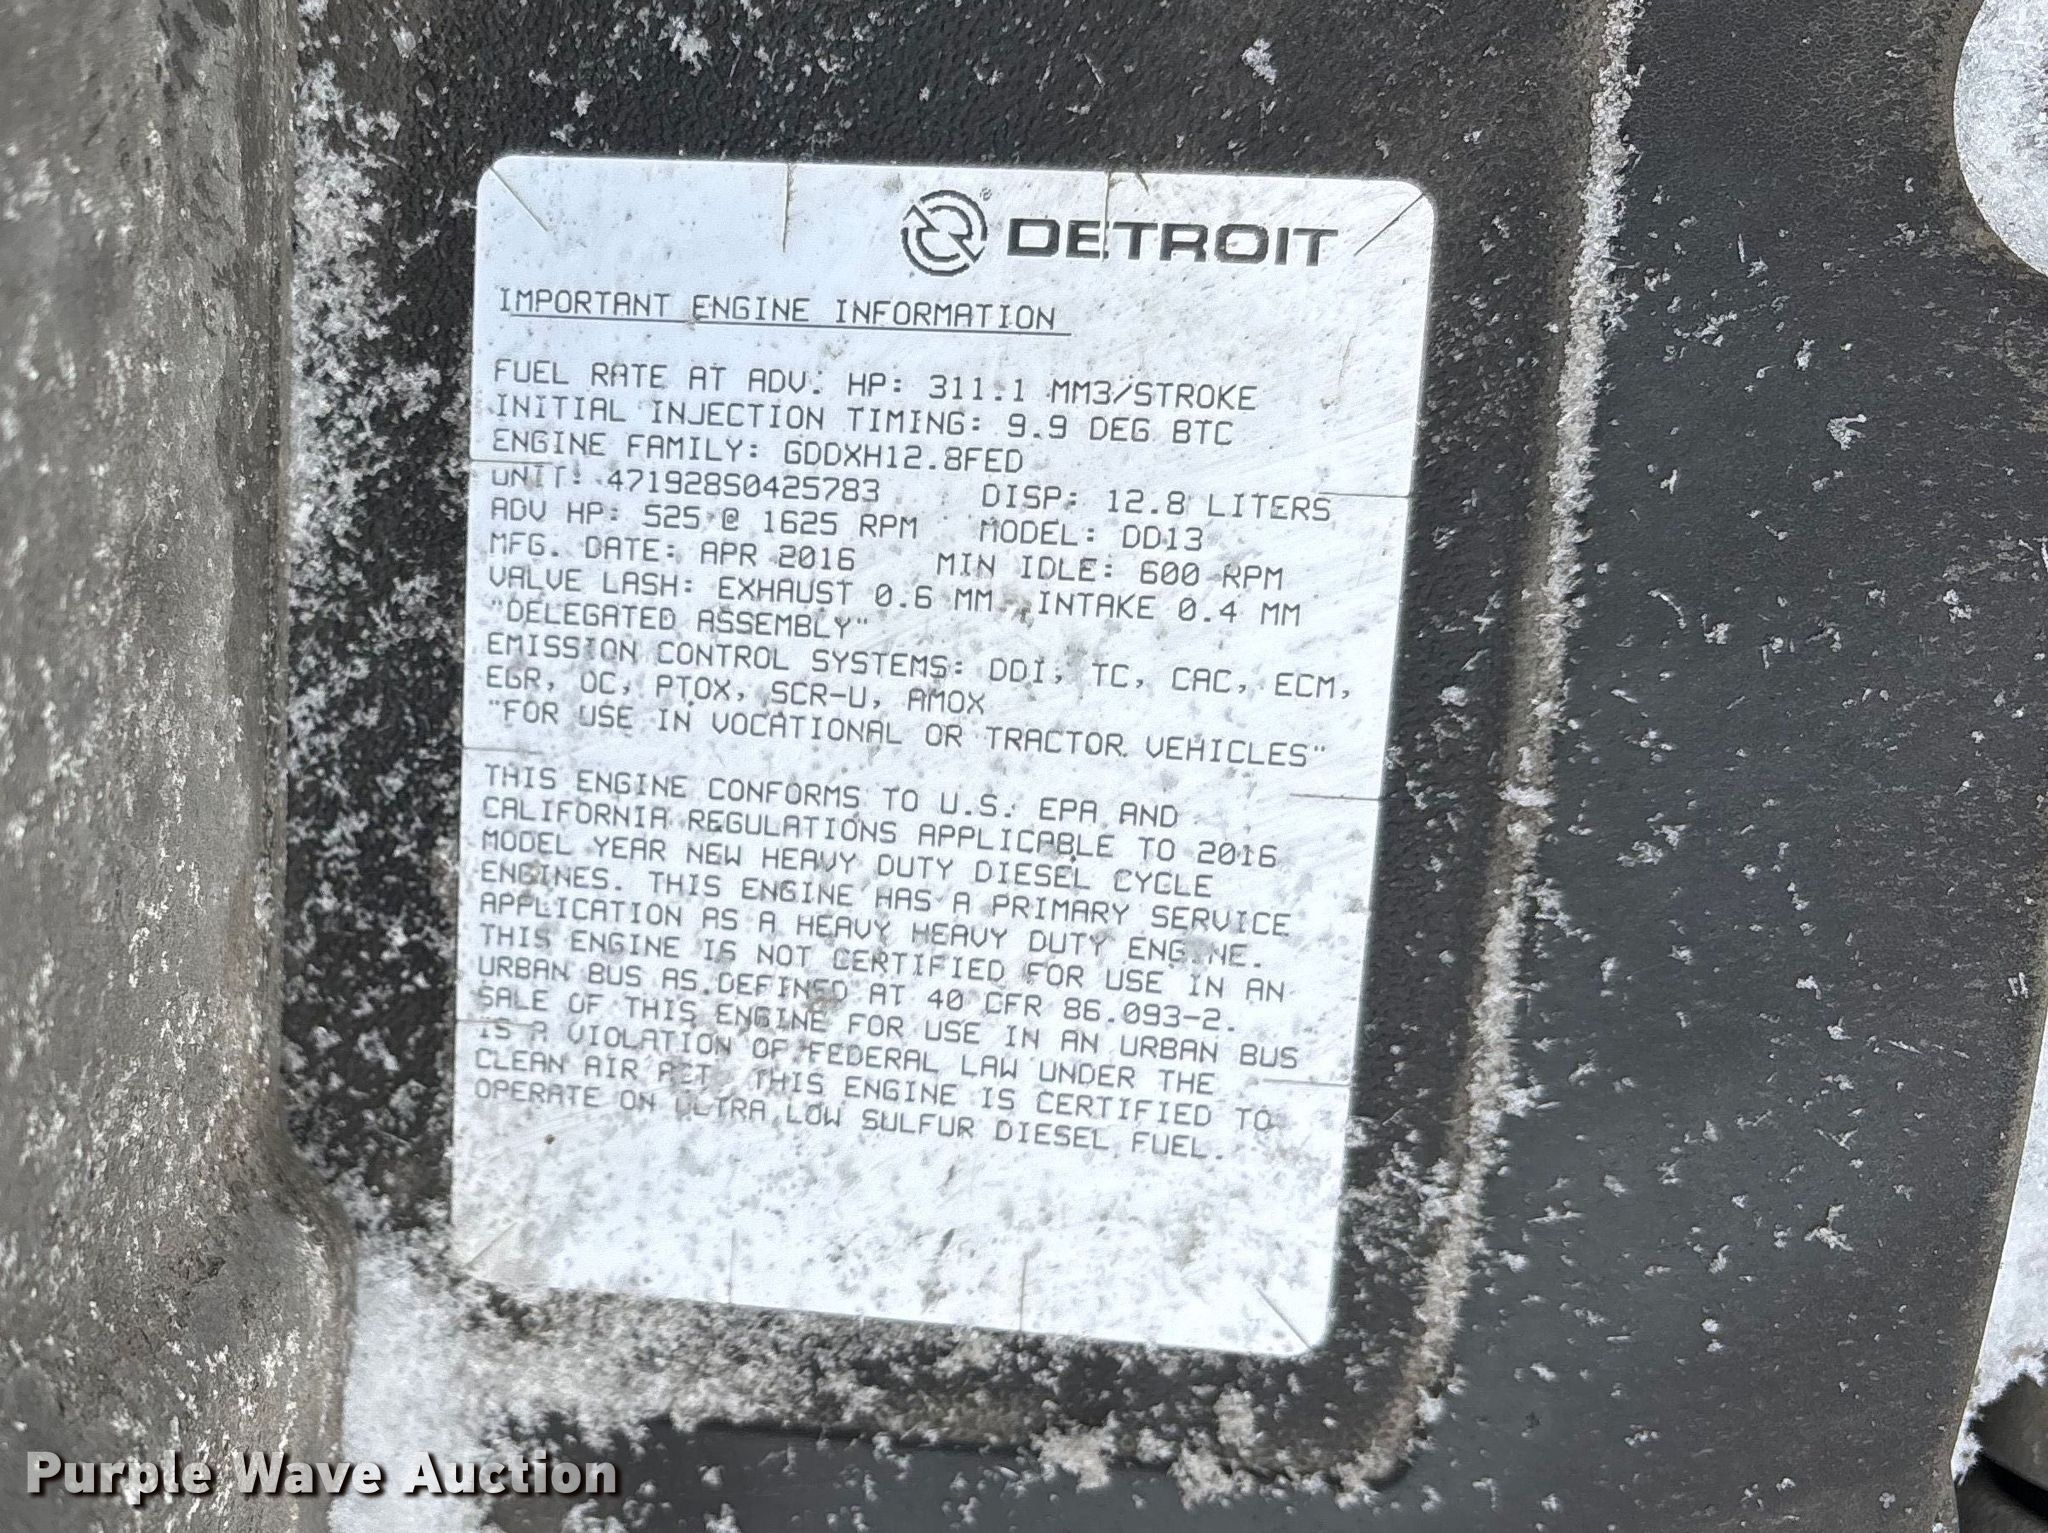 DETROIT
IMPORTANT ENGINE INFORMATION
FUEL RATE AT ADV. HP: 311.1 MM3/STROKE
INITIAL INJECTION TIMING: 9.9 DEG BTC
ENGINE FAMILY: GDDXH12.8FED
UNIT: 471928S0425783 DISP: 12.8 LITERS
ADV HP: 525 @ 1625 RPM MODEL: DD13
MFG. DATE: APR 2016 MIN IDLE: 600 RPM
VALVE LASH: EXHAUST 0.6 MM, INTAKE 0.4 MM
"DELEGATED ASSEMBLY"
EMISSION CONTROL SYSTEMS: DDI, TC, CAC, ECM,
EGR, OC, PTOX, SCR-U, AMOX
"FOR USE IN VOCATIONAL OR TRACTOR VEHICLES"
THIS ENGINE CONFORMS TO U.S. EPA AND
CALIFORNIA REGULATIONS APPLICABLE TO 2016
MODEL YEAR NEW HEAVY DUTY DIESEL CYCLE
ENGINES. THIS ENGINE HAS A PRIMARY SERVICE
APPLICATION AS A HEAVY HEAVY DUTY ENGINE.
THIS ENGINE IS NOT CERTIFIED FOR USE IN AN
URBAN BUS AS DEFINED AT 40 CFR 86.093-2.
SALE OF THIS ENGINE FOR USE IN AN URBAN BUS
IS A VIOLATION OF FEDERAL LAW UNDER THE
CLEAN AIR ACT. THIS ENGINE IS CERTIFIED TO
OPERATE ON ULTRA LOW SULFUR DIESEL FUEL.
Purple Wave Auction